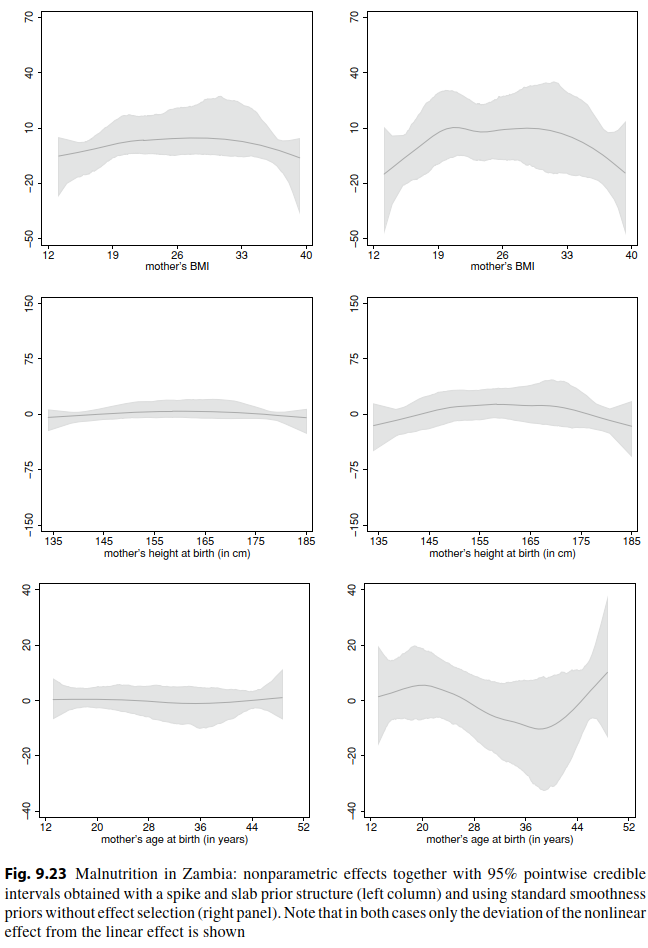 70
40
10
−20
−50
12 19 26 33 40
mother's BMI
70
40
10
−20
−50
12 19 26 33 40
mother's BMI
150
75
0
−75
−150
135 145 155 165 175 185
mother's height at birth (in cm)
150
75
0
−75
−150
135 145 155 165 175 185
mother's height at birth (in cm)
40
20
0
−20
−40
12 20 28 36 44 52
mother's age at birth (in years)
40
20
0
−20
−40
12 20 28 36 44 52
mother's age at birth (in years)
Fig. 9.23 Malnutrition in Zambia: nonparametric effects together with 95% pointwise credible
intervals obtained with a spike and slab prior structure (left column) and using standard smoothness
priors without effect selection (right panel). Note that in both cases only the deviation of the nonlinear
effect from the linear effect is shown